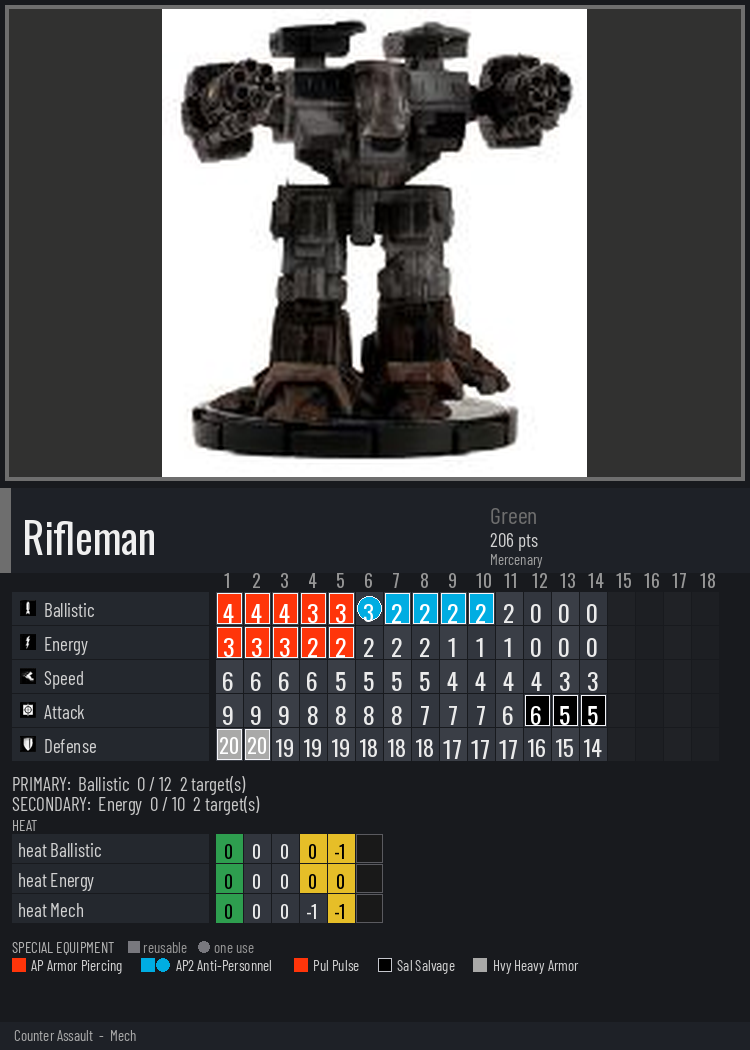 Rifleman
Green
206 pts
Mercenary
1 2 3 4 5 6 7 8 9 10 11 12 13 14 15 16 17 18
Ballistic 4 4 4 3 3 3 2 2 2 2 2 0 0 0
Energy 3 3 3 2 2 2 2 2 1 1 1 0 0 0
Speed 6 6 6 6 5 5 5 5 4 4 4 4 3 3
Attack 9 9 9 8 8 8 8 7 7 7 6 6 5 5
Defense 20 20 19 19 19 18 18 18 17 17 17 16 15 14
PRIMARY: Ballistic 0 / 12 2 target(s)
SECONDARY: Energy 0 / 10 2 target(s)
HEAT
heat Ballistic 0 0 0 0 -1
heat Energy 0 0 0 0 0
heat Mech 0 0 0 -1 -1
SPECIAL EQUIPMENT reusable one use
AP Armor Piercing AP2 Anti-Personnel Pul Pulse Sal Salvage Hvy Heavy Armor
Counter Assault - Mech